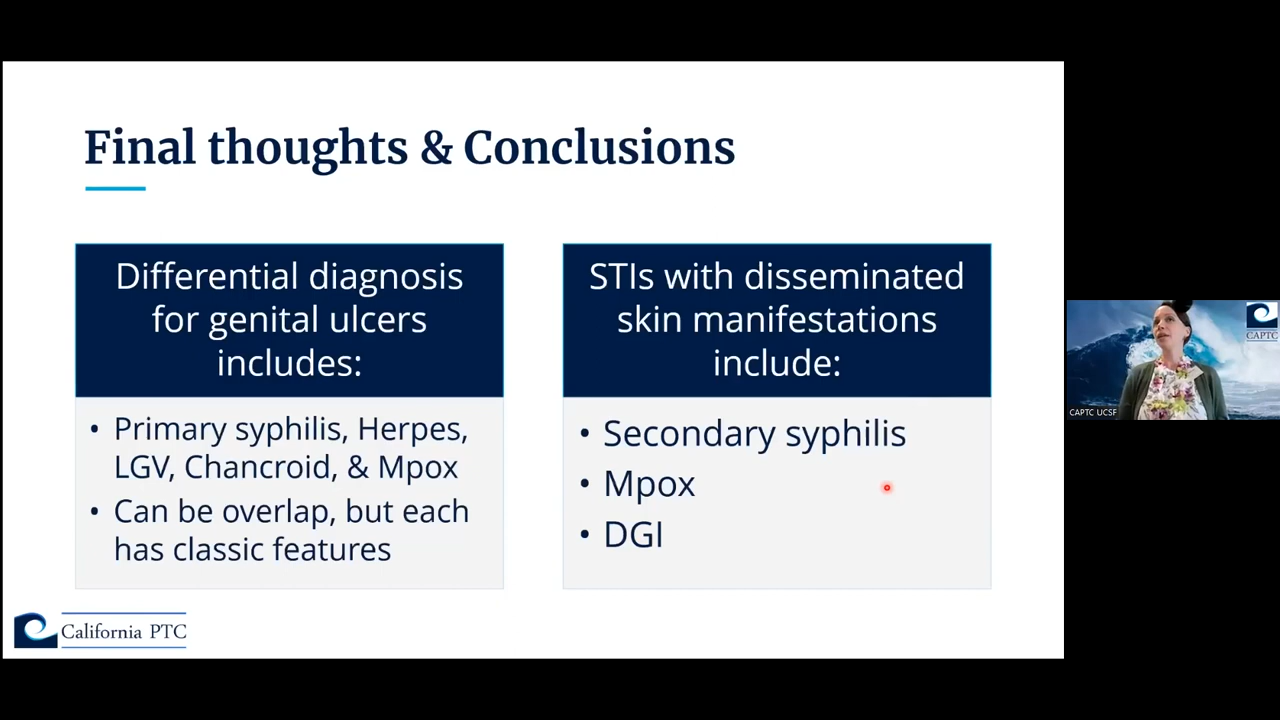 Final thoughts & Conclusions
Differential diagnosis
for genital ulcers
includes:
• Primary syphilis, Herpes,
LGV, Chancroid, & Mpox
• Can be overlap, but each
has classic features
STIs with disseminated
skin manifestations
include:
• Secondary syphilis
• Mpox
• DGI
California PTC
CAPTC
CAPTC UCSF